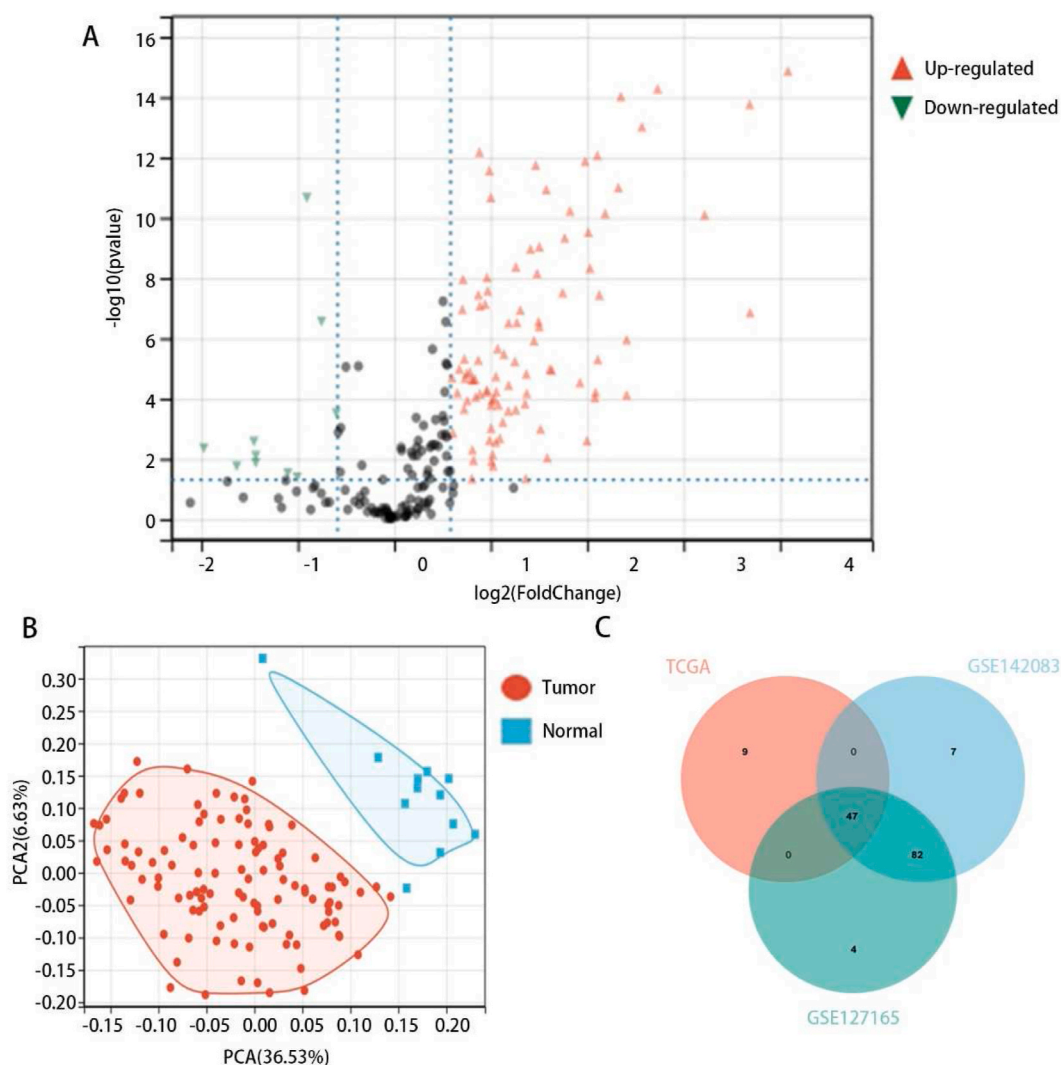 A
16
14
12
10
8
6
4
2
0
-log10(pvalue)
-2 -1 0 1 2 3 4
log2(FoldChange)
Up-regulated
Down-regulated
B
0.30
0.25
0.20
0.15
0.10
0.05
0.00
-0.05
-0.10
-0.15
-0.20
PCA2(6.63%)
-0.15 -0.10 -0.05 0.00 0.05 0.10 0.15 0.20
PCA(36.53%)
Tumor
Normal
C
TCGA GSE142083
9 0 7
47
0 82
4
GSE127165